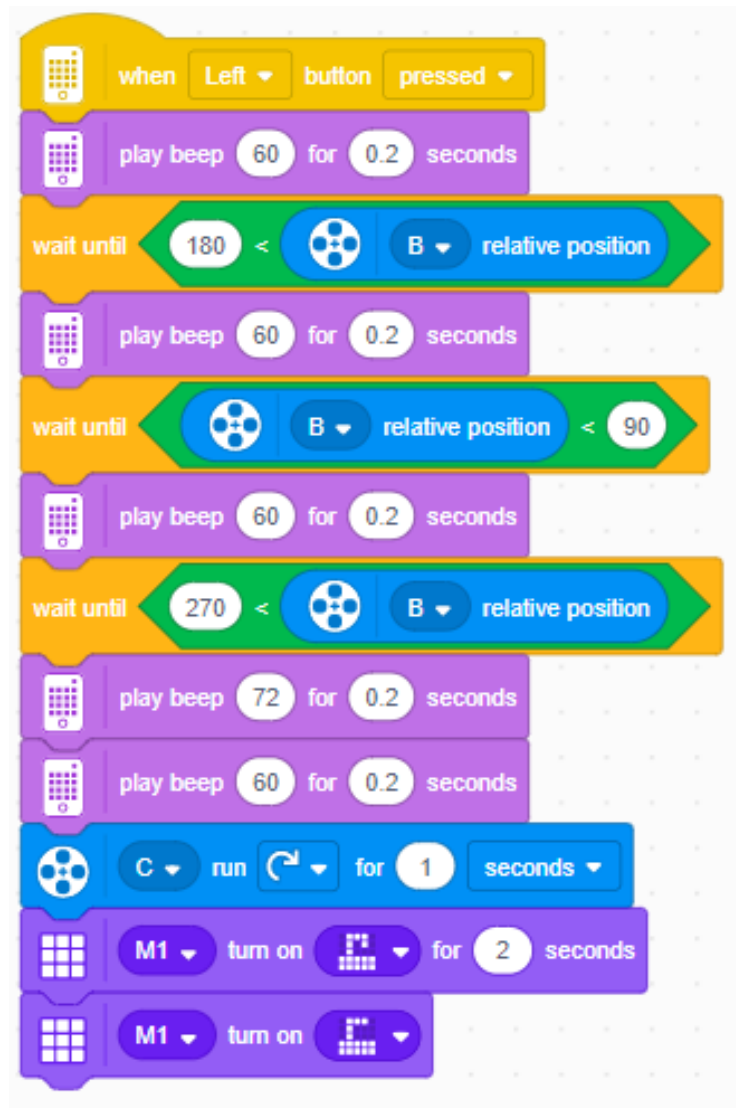 when Left button pressed
play beep 60 for 0.2 seconds
wait until 180 < B relative position
play beep 60 for 0.2 seconds
wait until B relative position < 90
play beep 60 for 0.2 seconds
wait until 270 < B relative position
play beep 72 for 0.2 seconds
play beep 60 for 0.2 seconds
C run for 1 seconds
M1 turn on for 2 seconds
M1 turn on